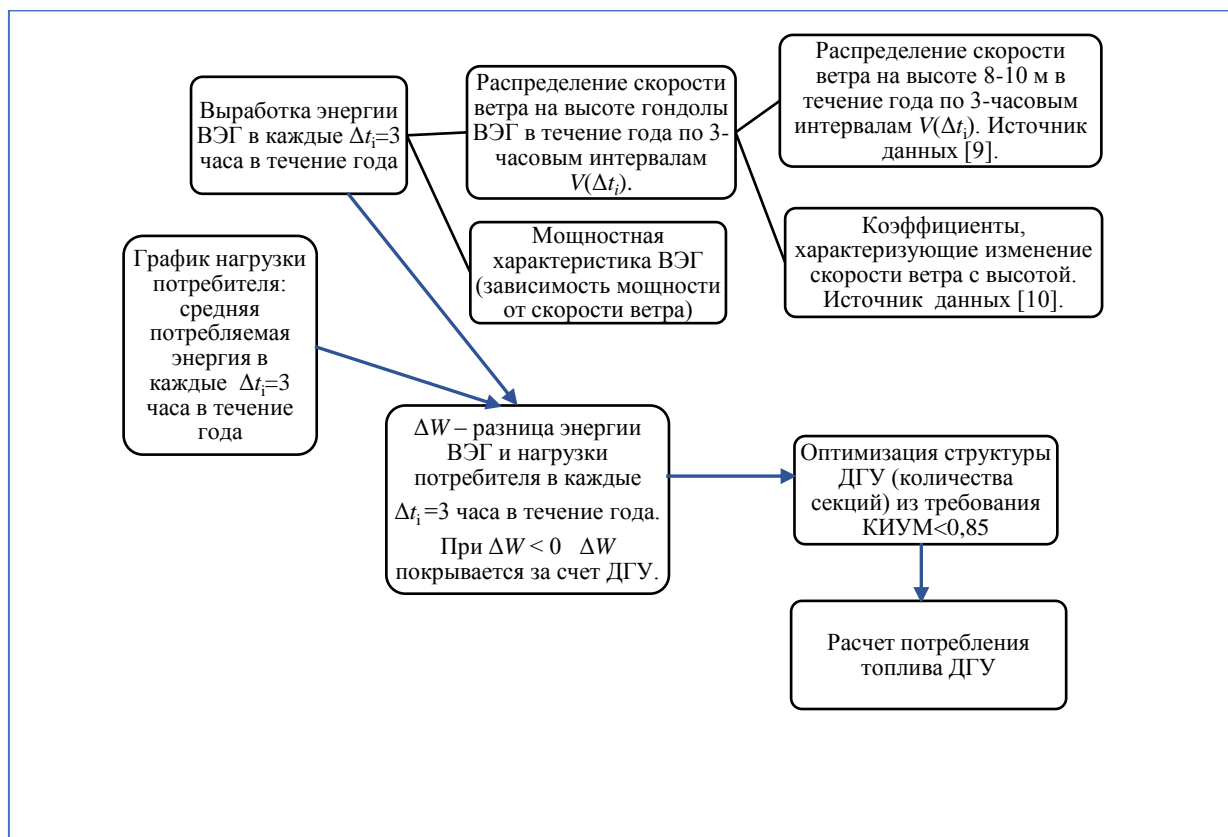 Выработка энергии
ВЭГ в каждые Δtᵢ=3
часа в течение года
Распределение скорости
ветра на высоте гондолы
ВЭГ в течение года по 3-
часовым интервалам
V(Δtᵢ).
Распределение скорости
ветра на высоте 8-10 м в
течение года по 3-часовым
интервалам V(Δtᵢ). Источник
данных [9].
Мощностная
характеристика ВЭГ
(зависимость мощности
от скорости ветра)
Коэффициенты,
характеризующие изменение
скорости ветра с высотой.
Источник данных [10].
График нагрузки
потребителя:
средняя
потребляемая
энергия в
каждые Δtᵢ=3
часа в течение
года
ΔW – разница энергии
ВЭГ и нагрузки
потребителя в каждые
Δtᵢ =3 часа в течение года.
При ΔW < 0 ΔW
покрывается за счет ДГУ.
Оптимизация структуры
ДГУ (количества
секций) из требования
КИУМ<0,85
Расчет потребления
топлива ДГУ